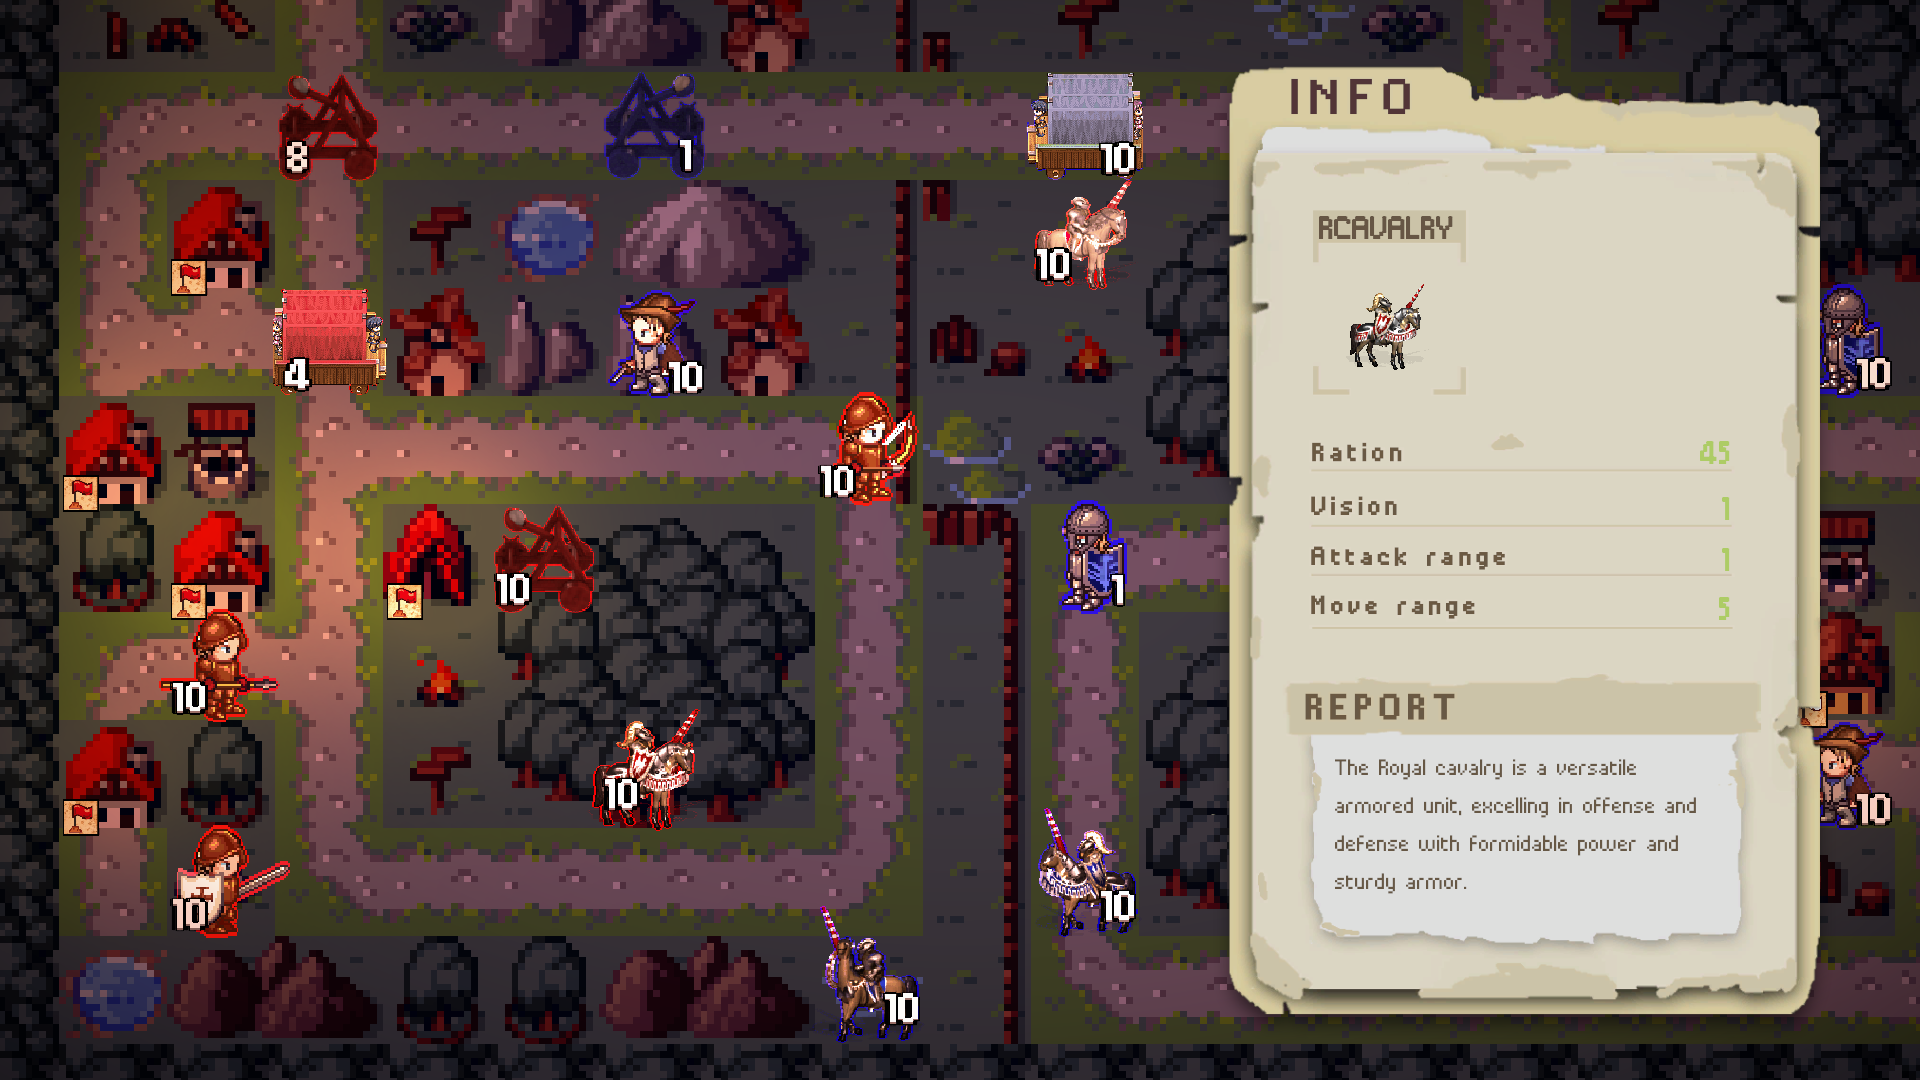 INFO
8
1
10
RCAVALRY
10
4
10
10
Ration 45
10
Vision 1
Attack range 1
10
1
Move range 5
10
REPORT
The Royal cavalry is a versatile
10
armored unit, excelling in offense and
10
defense with formidable power and
sturdy armor.
10
10
10